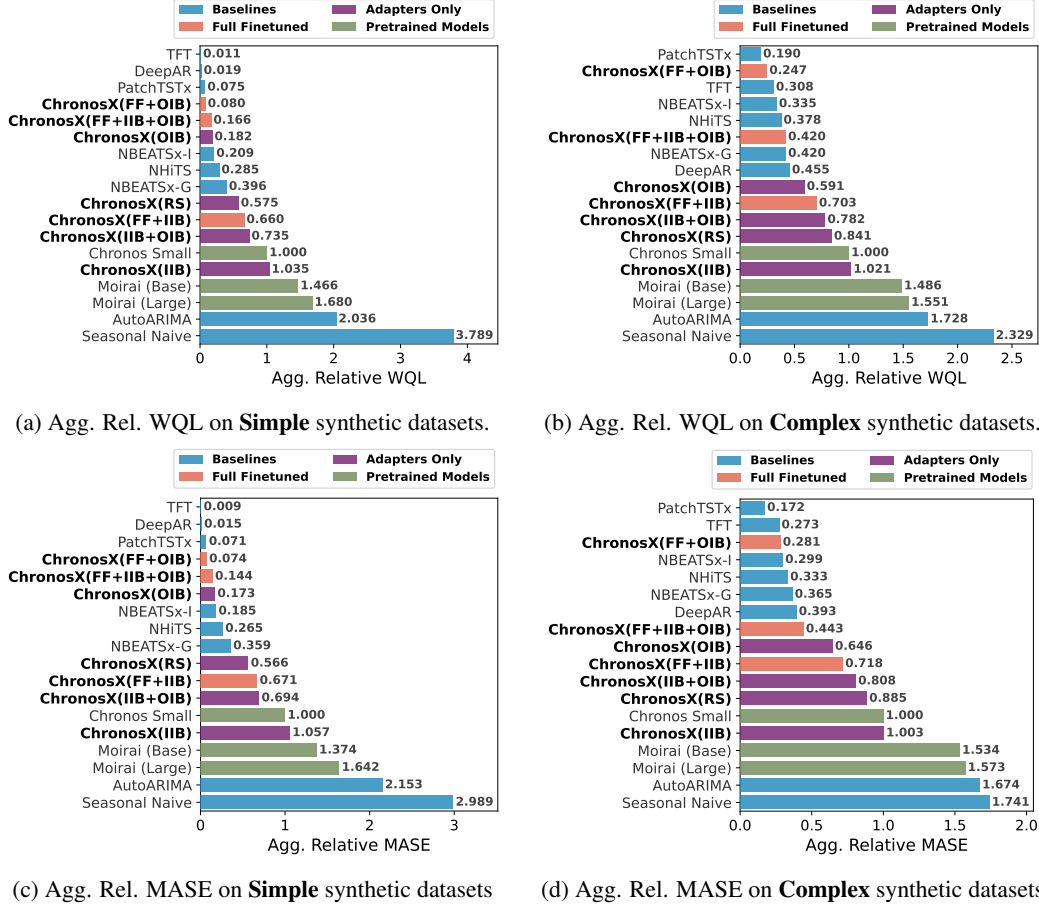 Baselines
Adapters Only
Full Finetuned
Pretrained Models
TFT 0.011
DeepAR 0.019
PatchTSTx 0.075
ChronosX(FF+OIB) 0.080
ChronosX(FF+IIB+OIB) 0.166
ChronosX(OIB) 0.182
NBEATSx-I 0.209
NHiTS 0.285
NBEATSx-G 0.396
ChronosX(RS) 0.575
ChronosX(FF+IIB) 0.660
ChronosX(IIB+OIB) 0.735
Chronos Small 1.000
ChronosX(IIB) 1.035
Moirai (Base) 1.466
Moirai (Large) 1.680
AutoARIMA 2.036
Seasonal Naive 3.789
0 1 2 3 4
Agg. Relative WQL
(a) Agg. Rel. WQL on Simple synthetic datasets.
Baselines
Adapters Only
Full Finetuned
Pretrained Models
PatchTSTx 0.190
ChronosX(FF+OIB) 0.247
TFT 0.308
NBEATSx-I 0.335
NHiTS 0.378
ChronosX(FF+IIB+OIB) 0.420
NBEATSx-G 0.420
DeepAR 0.455
ChronosX(OIB) 0.591
ChronosX(FF+IIB) 0.703
ChronosX(IIB+OIB) 0.782
ChronosX(RS) 0.841
Chronos Small 1.000
ChronosX(IIB) 1.021
Moirai (Base) 1.486
Moirai (Large) 1.551
AutoARIMA 1.728
Seasonal Naive 2.329
0.0 0.5 1.0 1.5 2.0 2.5
Agg. Relative WQL
(b) Agg. Rel. WQL on Complex synthetic datasets.
Baselines
Adapters Only
Full Finetuned
Pretrained Models
TFT 0.009
DeepAR 0.015
PatchTSTx 0.071
ChronosX(FF+OIB) 0.074
ChronosX(FF+IIB+OIB) 0.144
ChronosX(OIB) 0.173
NBEATSx-I 0.185
NHiTS 0.265
NBEATSx-G 0.359
ChronosX(RS) 0.566
ChronosX(FF+IIB) 0.671
ChronosX(IIB+OIB) 0.694
Chronos Small 1.000
ChronosX(IIB) 1.057
Moirai (Base) 1.374
Moirai (Large) 1.642
AutoARIMA 2.153
Seasonal Naive 2.989
0 1 2 3
Agg. Relative MASE
(c) Agg. Rel. MASE on Simple synthetic datasets
Baselines
Adapters Only
Full Finetuned
Pretrained Models
PatchTSTx 0.172
TFT 0.273
ChronosX(FF+OIB) 0.281
NBEATSx-I 0.299
NHiTS 0.333
NBEATSx-G 0.365
DeepAR 0.393
ChronosX(FF+IIB+OIB) 0.443
ChronosX(OIB) 0.646
ChronosX(FF+IIB) 0.718
ChronosX(IIB+OIB) 0.808
ChronosX(RS) 0.885
Chronos Small 1.000
ChronosX(IIB) 1.003
Moirai (Base) 1.534
Moirai (Large) 1.573
AutoARIMA 1.674
Seasonal Naive 1.741
0.0 0.5 1.0 1.5 2.0
Agg. Relative MASE
(d) Agg. Rel. MASE on Complex synthetic datasets